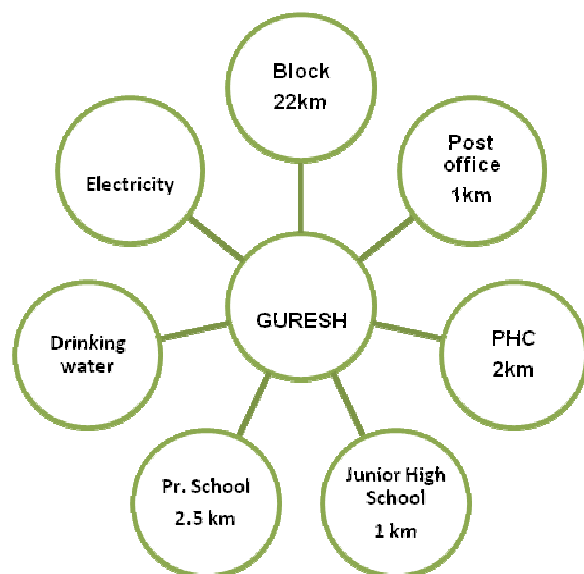 Block
22km
Post
office
1km
Electricity
GURESH
Drinking
water
PHC
2km
Pr. School
2.5 km
Junior High
School
1 km